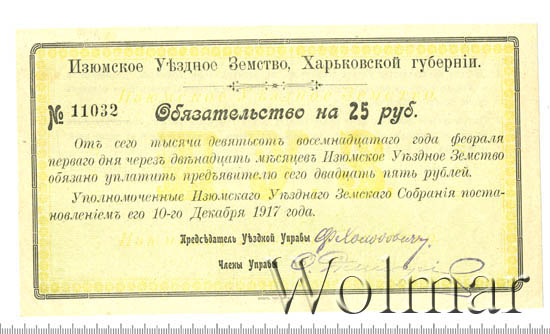 Изюмское Уѣздное Земство, Харьковской губерніи.
№ 11032 Обязательство на 25 руб.
Отъ сего тысяча девятьсот восемнадцатаго года февраля
перваго дня черезъ двѣнадцать мѣсяцевъ Изюмское Уѣздное Земство
обязано уплатить предъявителю сего двадцать пять рублей.
Уполномоченные Изюмскаго Уѣзднаго Земскаго Собранія поста-
новленіемъ его 10-го Декабря 1917 года.
Предсѣдатель Уѣздной Управы
Члены Управы
Wolmar